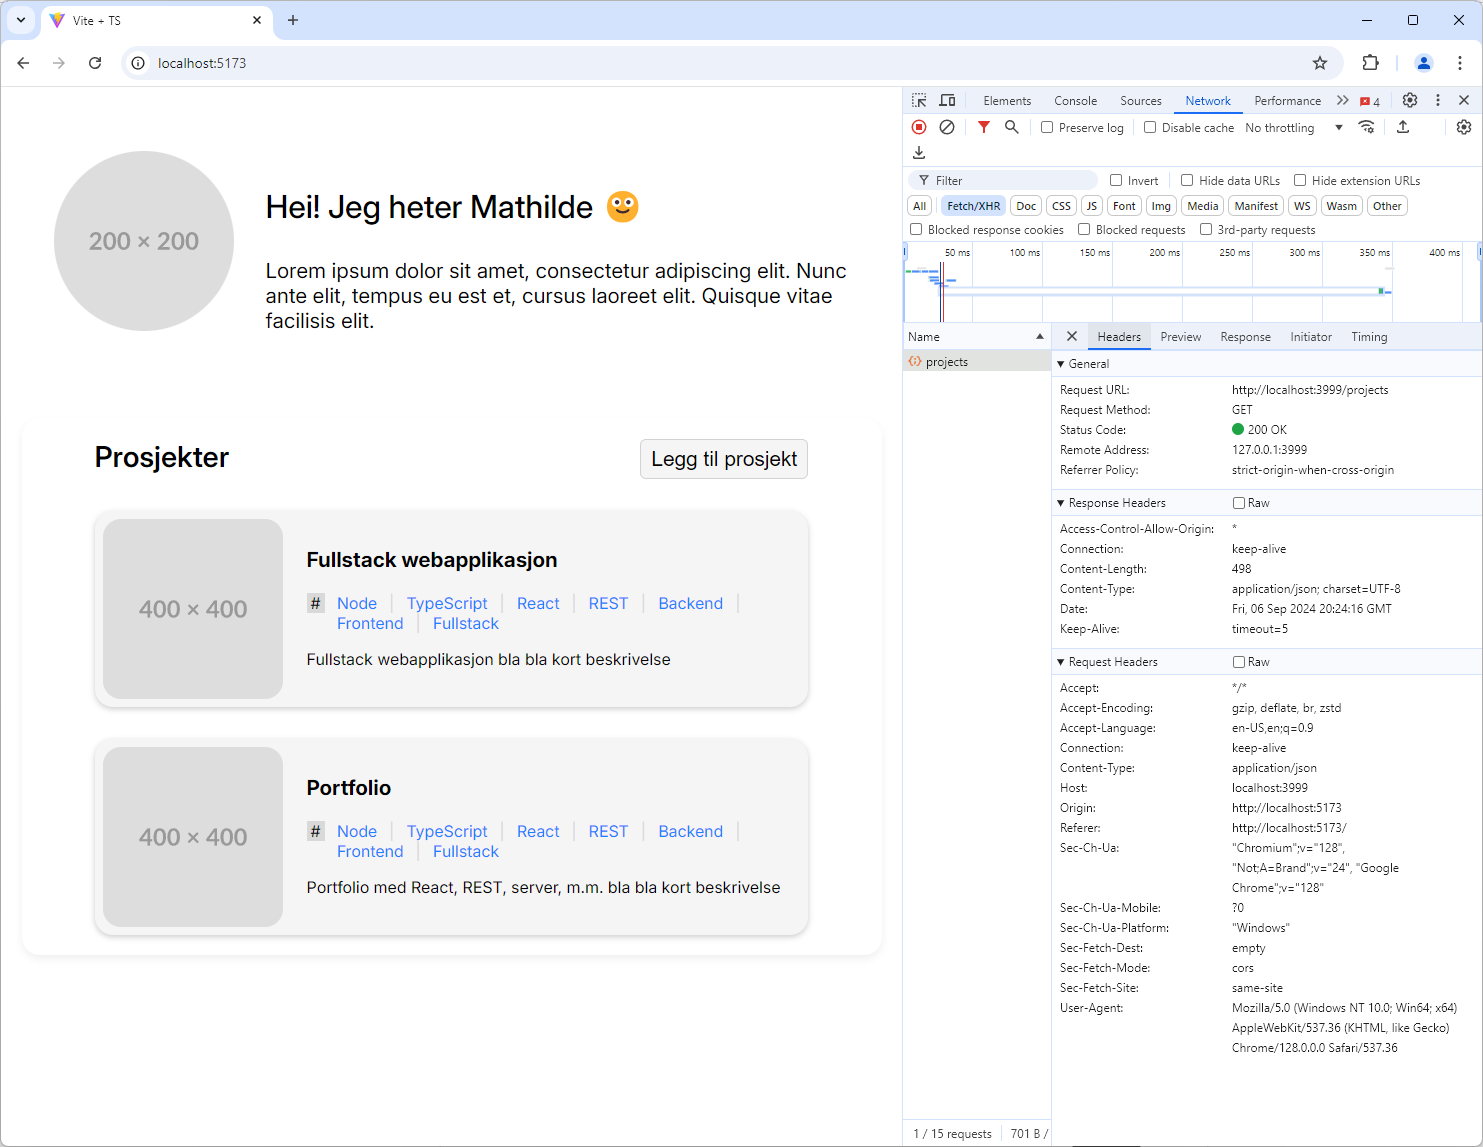 Vite + TS
localhost:5173
200 × 200
Hei! Jeg heter Mathilde
Lorem ipsum dolor sit amet, consectetur adipiscing elit. Nunc
ante elit, tempus eu est et, cursus laoreet elit. Quisque vitae
facilisis elit.
Prosjekter
Legg til prosjekt
400 × 400
Fullstack webapplikasjon
# Node TypeScript React REST Backend
Frontend Fullstack
Fullstack webapplikasjon bla bla kort beskrivelse
400 × 400
Portfolio
# Node TypeScript React REST Backend
Frontend Fullstack
Portfolio med React, REST, server, m.m. bla bla kort beskrivelse
Elements Console Sources Network Performance 4
Preserve log Disable cache No throttling
Filter Invert Hide data URLs Hide extension URLs
All Fetch/XHR Doc CSS JS Font Img Media Manifest WS Wasm Other
Blocked response cookies Blocked requests 3rd-party requests
50 ms 100 ms 150 ms 200 ms 250 ms 300 ms 350 ms 400 ms
Name
projects
Headers Preview Response Initiator Timing
General
Request URL: http://localhost:3999/projects
Request Method: GET
Status Code: 200 OK
Remote Address: 127.0.0.1:3999
Referrer Policy: strict-origin-when-cross-origin
Response Headers Raw
Access-Control-Allow-Origin: *
Connection: keep-alive
Content-Length: 498
Content-Type: application/json; charset=UTF-8
Date: Fri, 06 Sep 2024 20:24:16 GMT
Keep-Alive: timeout=5
Request Headers Raw
Accept: */*
Accept-Encoding: gzip, deflate, br, zstd
Accept-Language: en-US,en;q=0.9
Connection: keep-alive
Content-Type: application/json
Host: localhost:3999
Origin: http://localhost:5173
Referer: http://localhost:5173/
Sec-Ch-Ua: "Chromium";v="128",
"Not;A=Brand";v="24", "Google
Chrome";v="128"
Sec-Ch-Ua-Mobile: ?0
Sec-Ch-Ua-Platform: "Windows"
Sec-Fetch-Dest: empty
Sec-Fetch-Mode: cors
Sec-Fetch-Site: same-site
User-Agent: Mozilla/5.0 (Windows NT 10.0; Win64; x64)
AppleWebKit/537.36 (KHTML, like Gecko)
Chrome/128.0.0.0 Safari/537.36
1 / 15 requests 701 B /